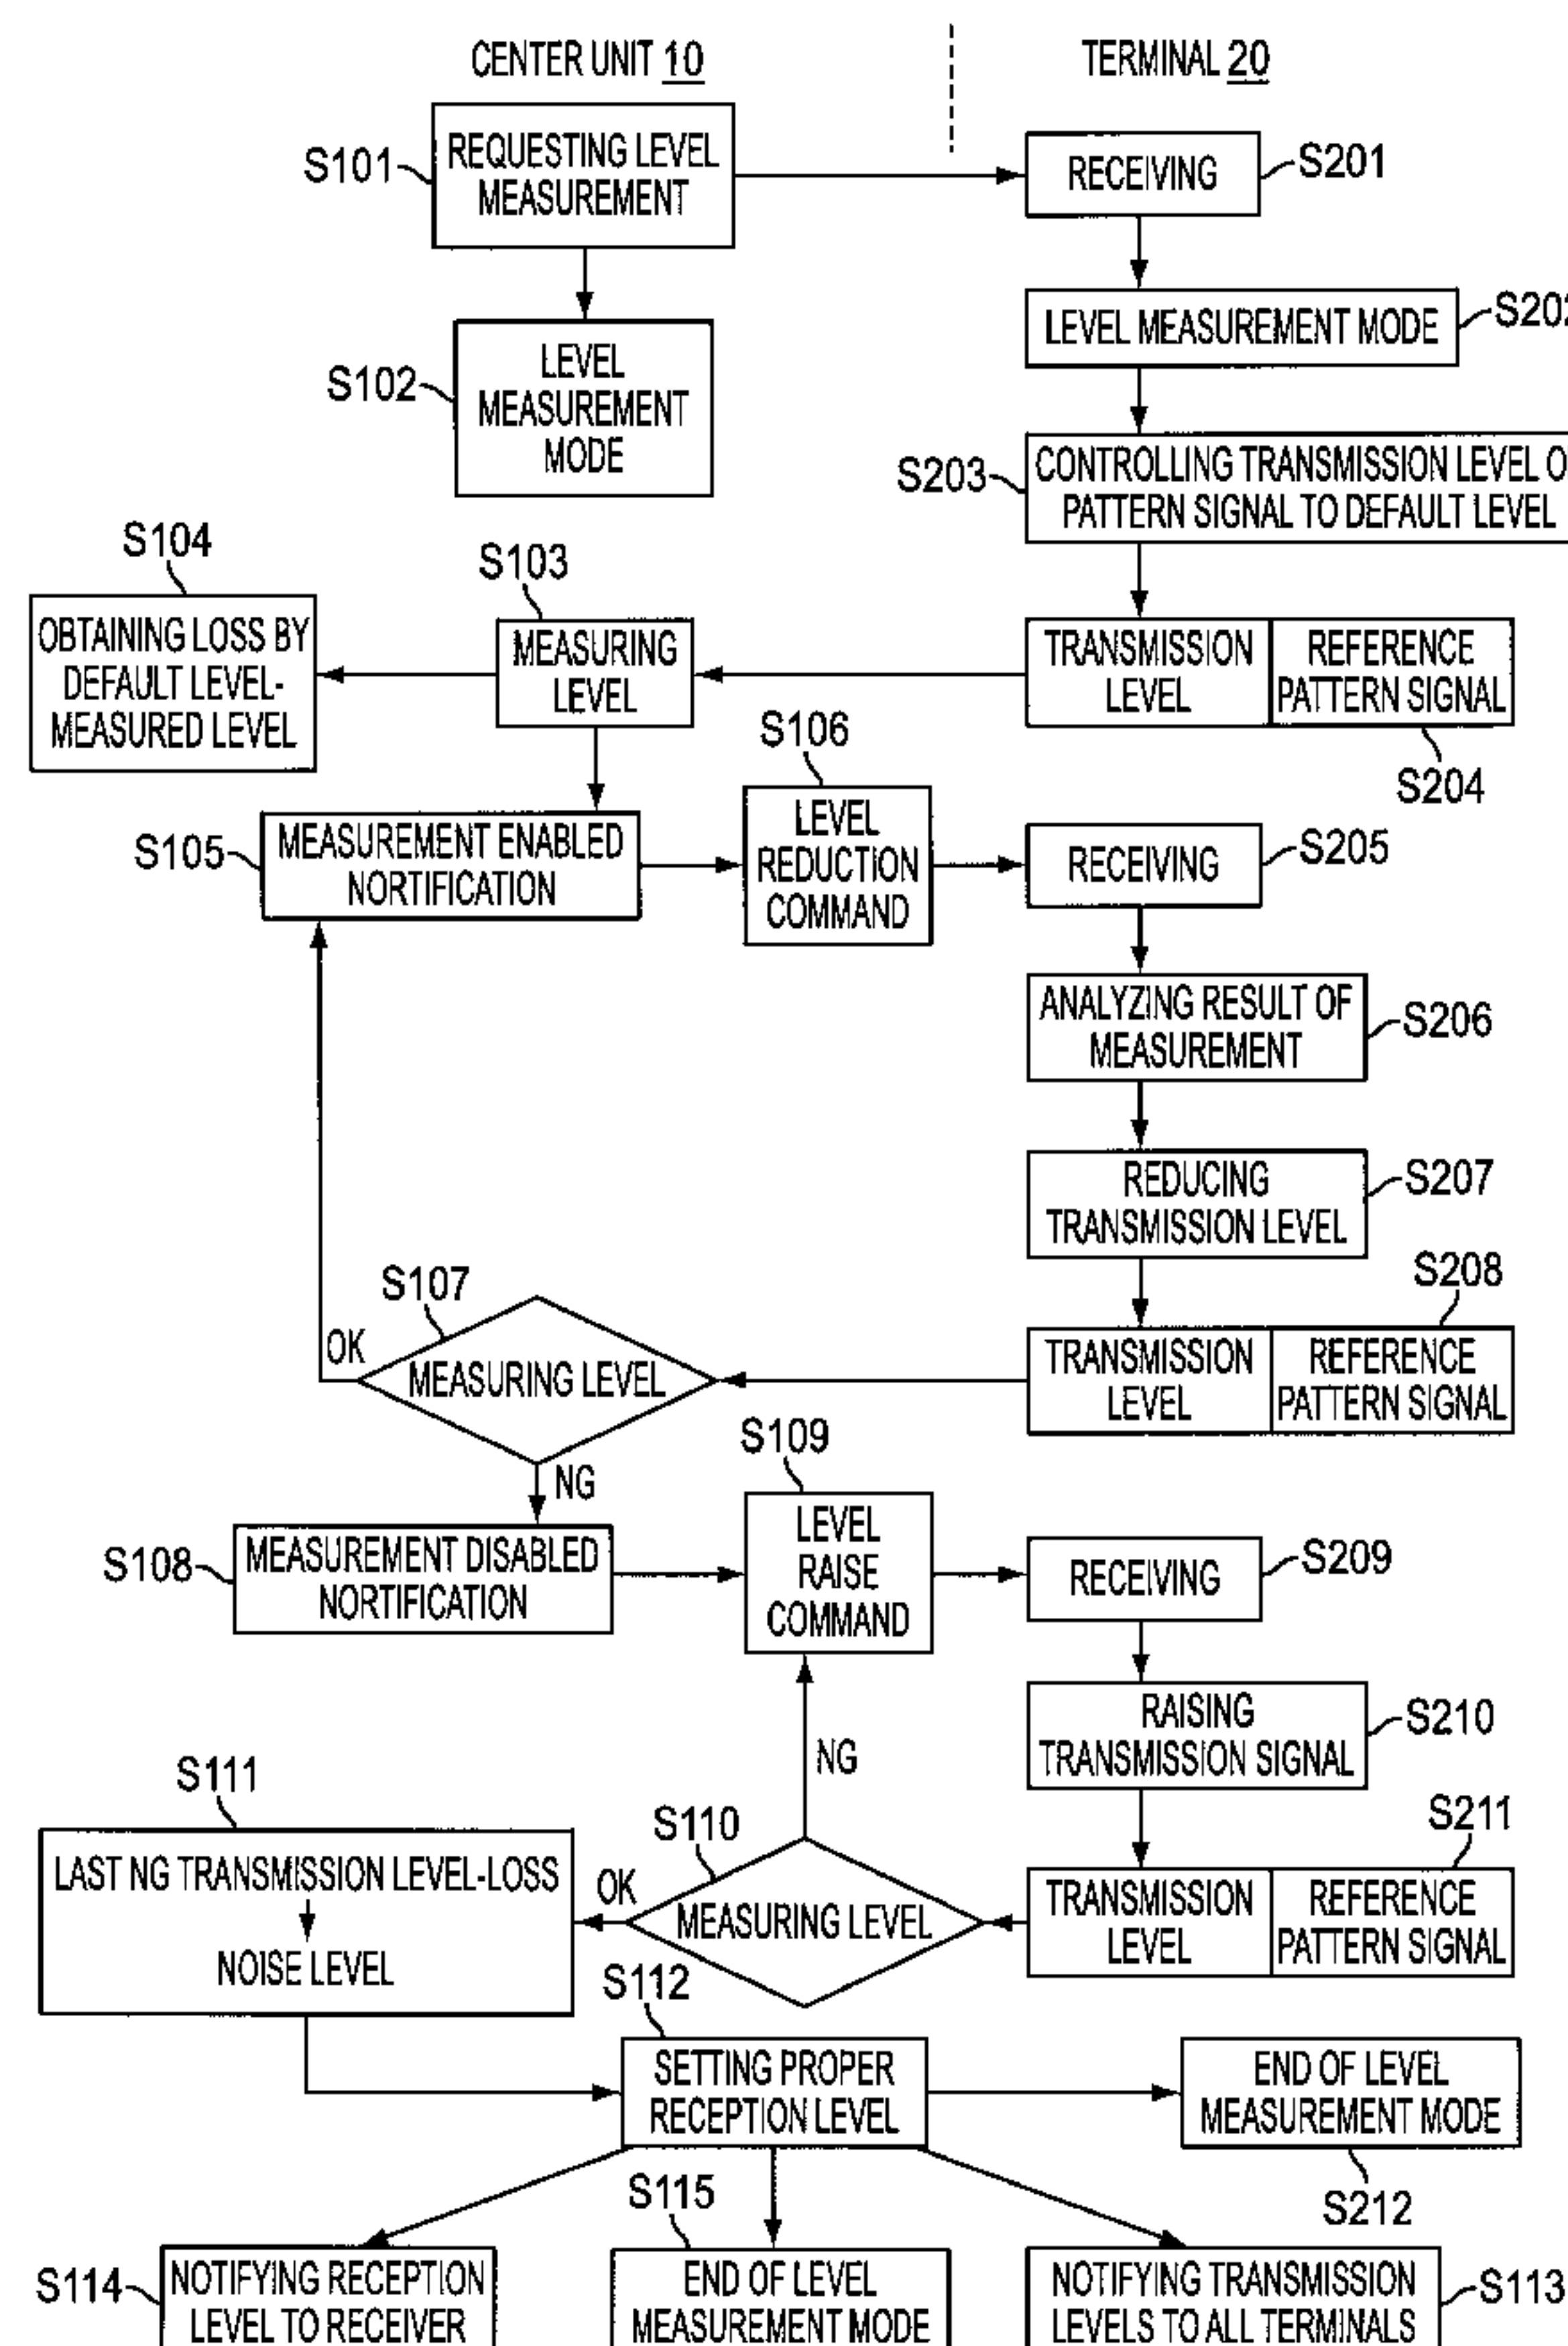 CENTER UNIT 10
TERMINAL 20
S101
REQUESTING LEVEL
MEASUREMENT
RECEIVING
S201
S102
LEVEL
MEASUREMENT
MODE
LEVEL MEASUREMENT MODE
S202
S203
CONTROLLING TRANSMISSION LEVEL O
PATTERN SIGNAL TO DEFAULT LEVEL
S104
OBTAINING LOSS BY
DEFAULT LEVEL-
MEASURED LEVEL
S103
MEASURING
LEVEL
TRANSMISSION
LEVEL
REFERENCE
PATTERN SIGNAL
S204
S105
MEASUREMENT ENABLED
NORTIFICATION
S106
LEVEL
REDUCTION
COMMAND
RECEIVING
S205
ANALYZING RESULT OF
MEASUREMENT
S206
REDUCING
TRANSMISSION LEVEL
S207
S107
OK
MEASURING LEVEL
NG
TRANSMISSION
LEVEL
REFERENCE
PATTERN SIGNAL
S208
S108
MEASUREMENT DISABLED
NORTIFICATION
S109
LEVEL
RAISE
COMMAND
RECEIVING
S209
RAISING
TRANSMISSION SIGNAL
S210
NG
S111
LAST NG TRANSMISSION LEVEL-LOSS
NOISE LEVEL
OK
S110
MEASURING LEVEL
TRANSMISSION
LEVEL
REFERENCE
PATTERN SIGNAL
S211
S112
SETTING PROPER
RECEPTION LEVEL
END OF LEVEL
MEASUREMENT MODE
S212
S114
NOTIFYING RECEPTION
LEVEL TO RECEIVER
S115
END OF LEVEL
MEASUREMENT MODE
NOTIFYING TRANSMISSION
LEVELS TO ALL TERMINALS
S113